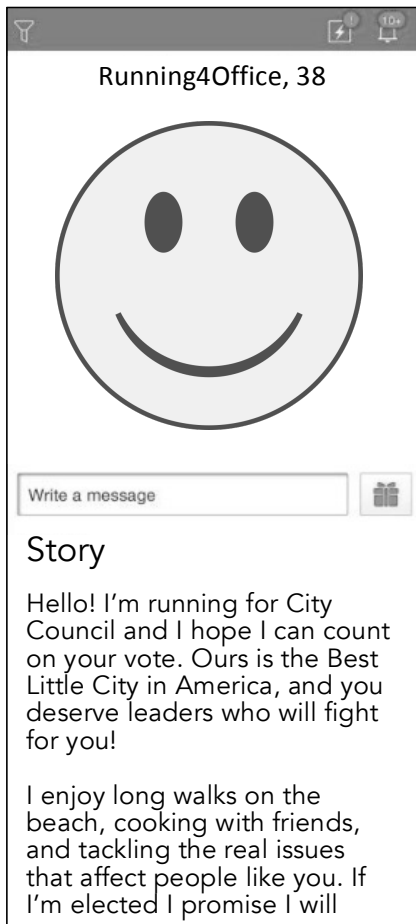 10+
Running4Office, 38
Write a message
Story
Hello! I'm running for City
Council and I hope I can count
on your vote. Ours is the Best
Little City in America, and you
deserve leaders who will fight
for you!
I enjoy long walks on the
beach, cooking with friends,
and tackling the real issues
that affect people like you. If
I'm elected I promise I will